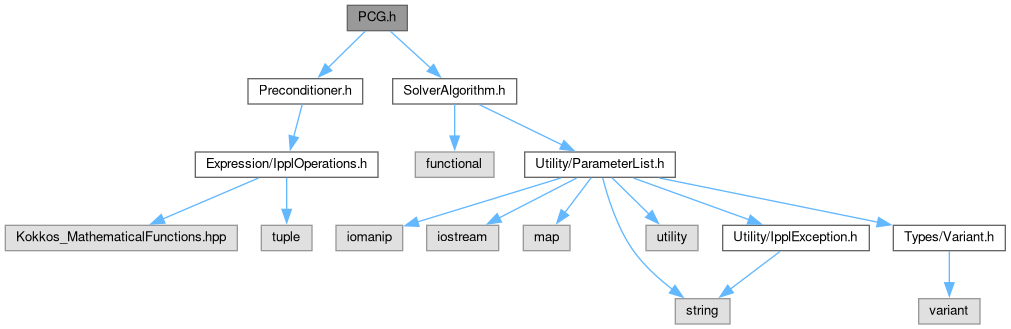 PCG.h
Preconditioner.h
SolverAlgorithm.h
Expression/IpplOperations.h
functional
Utility/ParameterList.h
Kokkos_MathematicalFunctions.hpp
tuple
iomanip
iostream
map
utility
Utility/IpplException.h
Types/Variant.h
string
variant